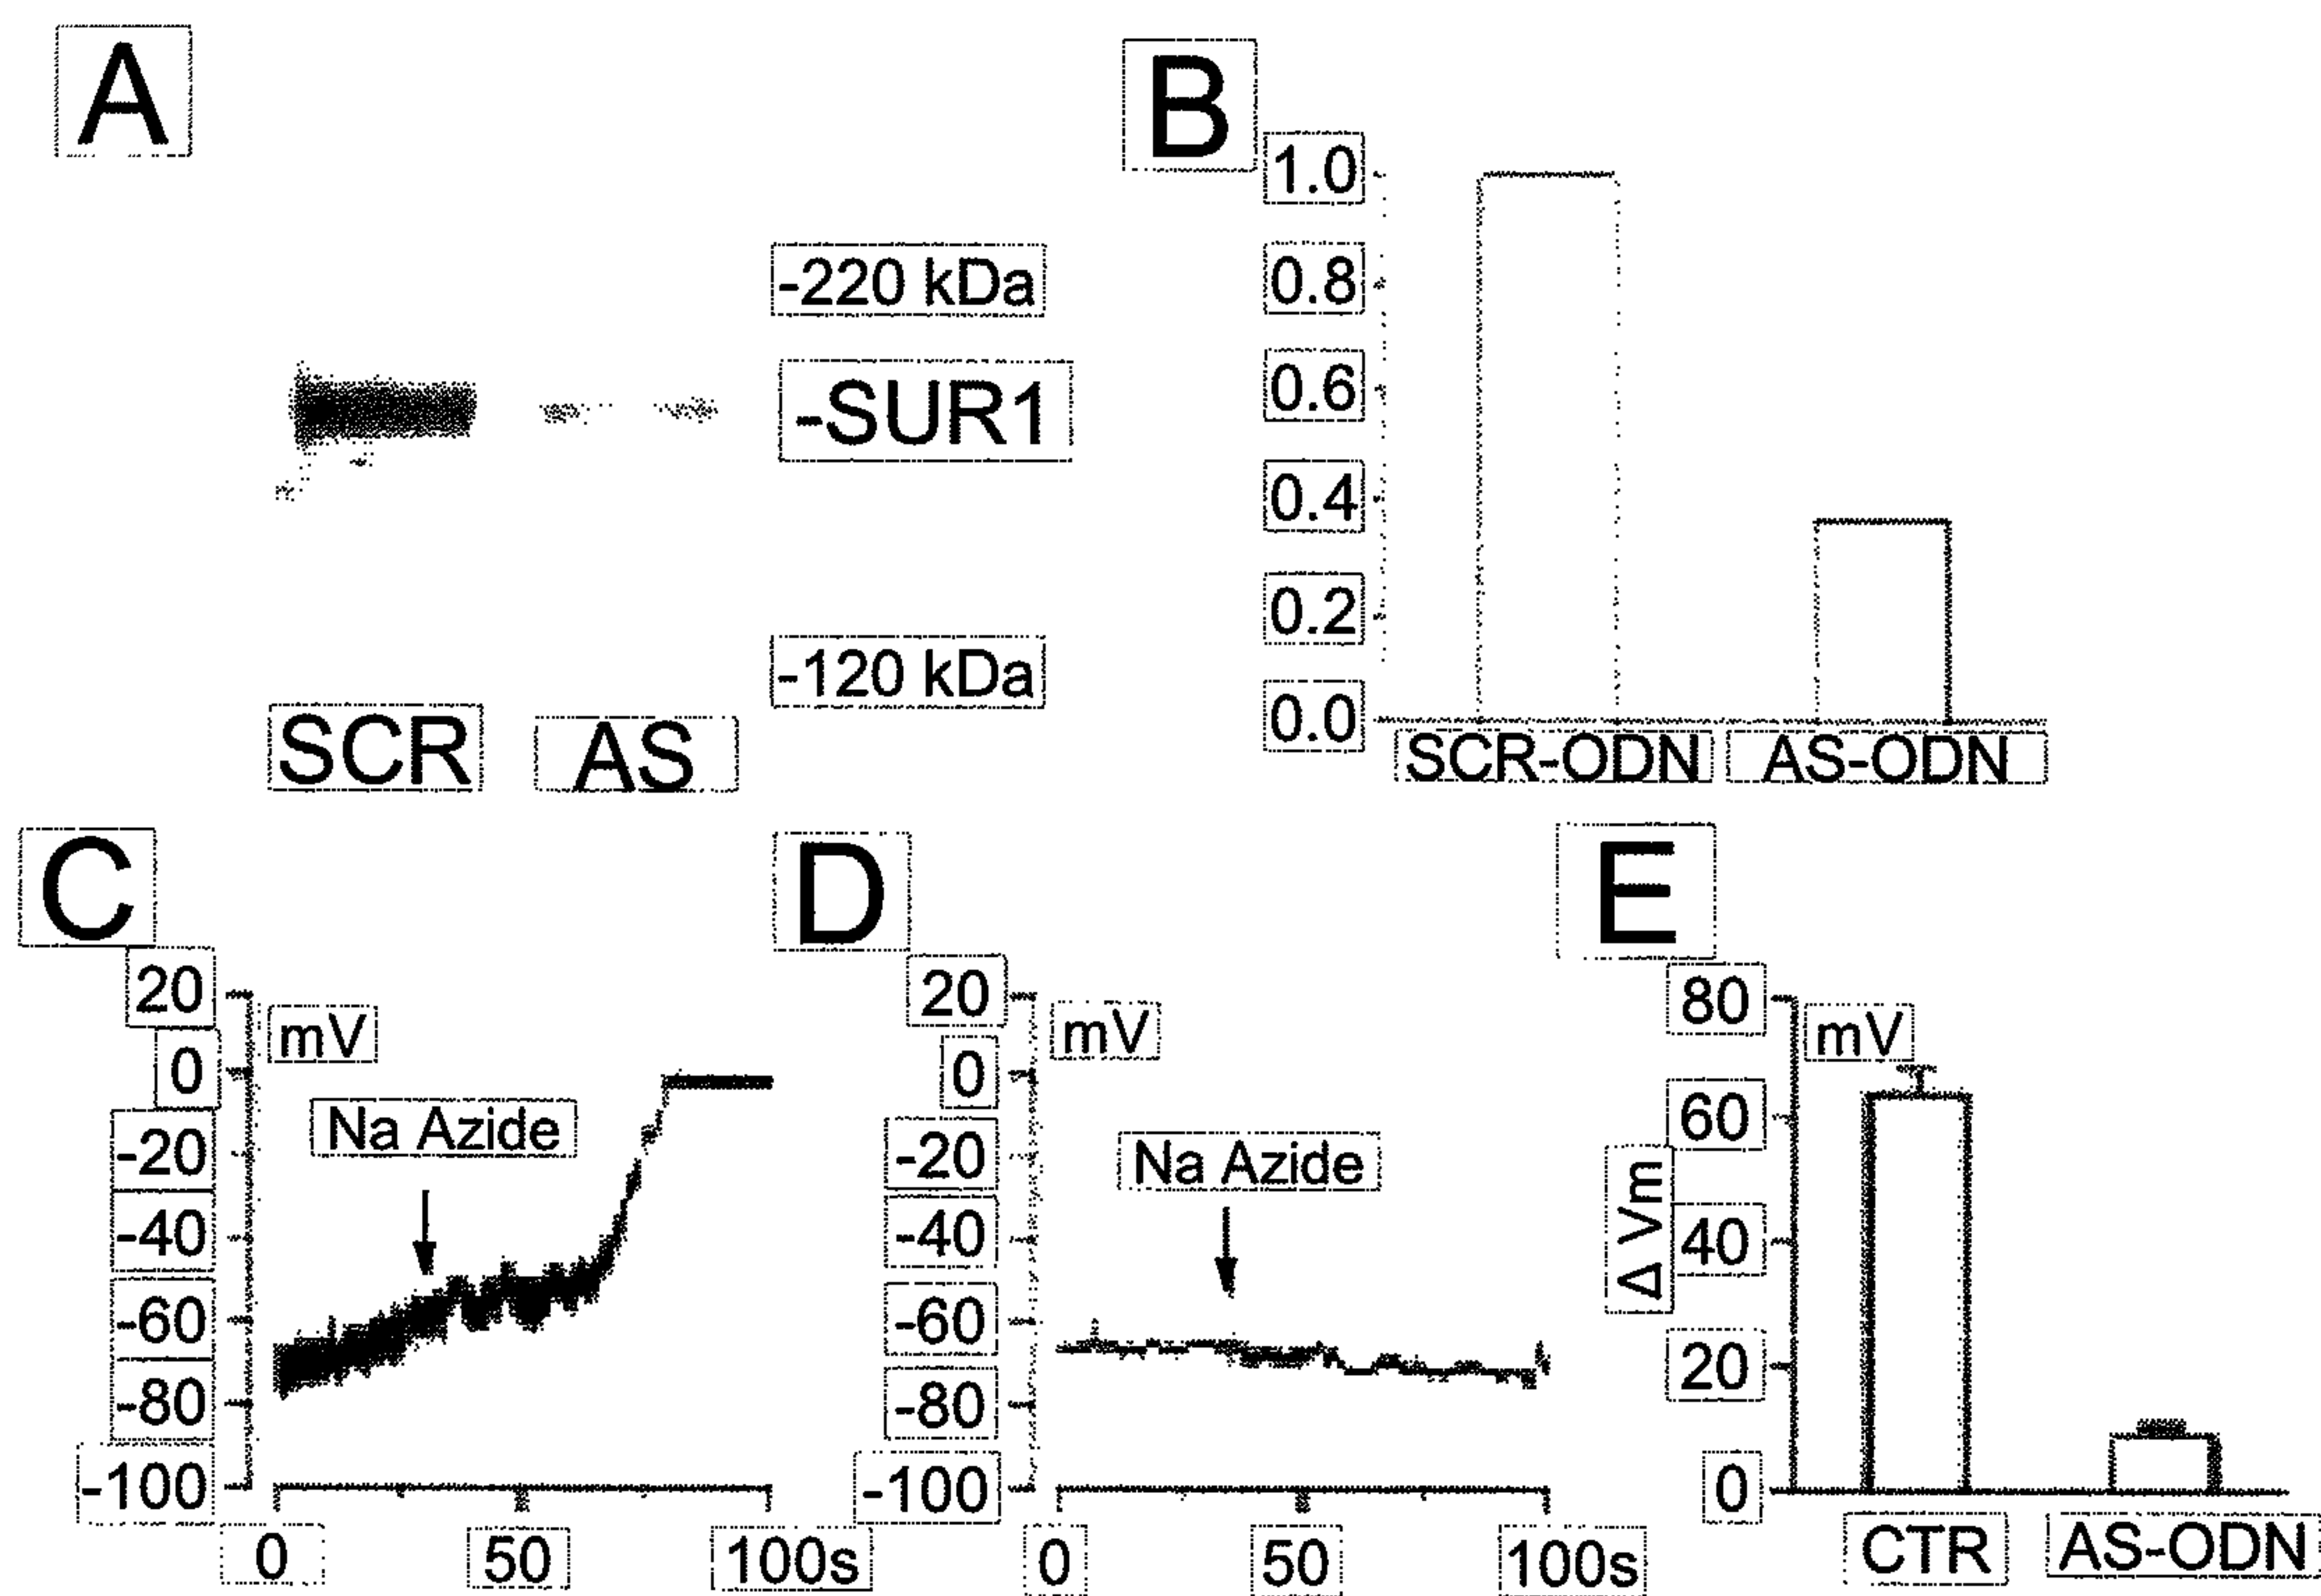 A
-220 kDa
-SUR1
-120 kDa
SCR AS
B
1.0
0.8
0.6
0.4
0.2
0.0
SCR-ODN AS-ODN
C
20
0
-20
-40
-60
-80
-100
mV
Na Azide
0 50 100s
D
20
0
-20
-40
-60
-80
-100
mV
Na Azide
0 50 100s
E
80
60
40
20
0
mV
Δ Vm
CTR AS-ODN